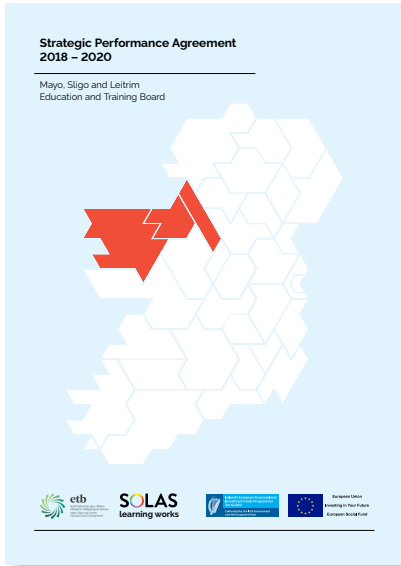 Strategic Performance Agreement
2018 – 2020
Mayo, Sligo and Leitrim
Education and Training Board
etb
SOLAS
learning works
European Union
Investing in Your Future
European Social Fund